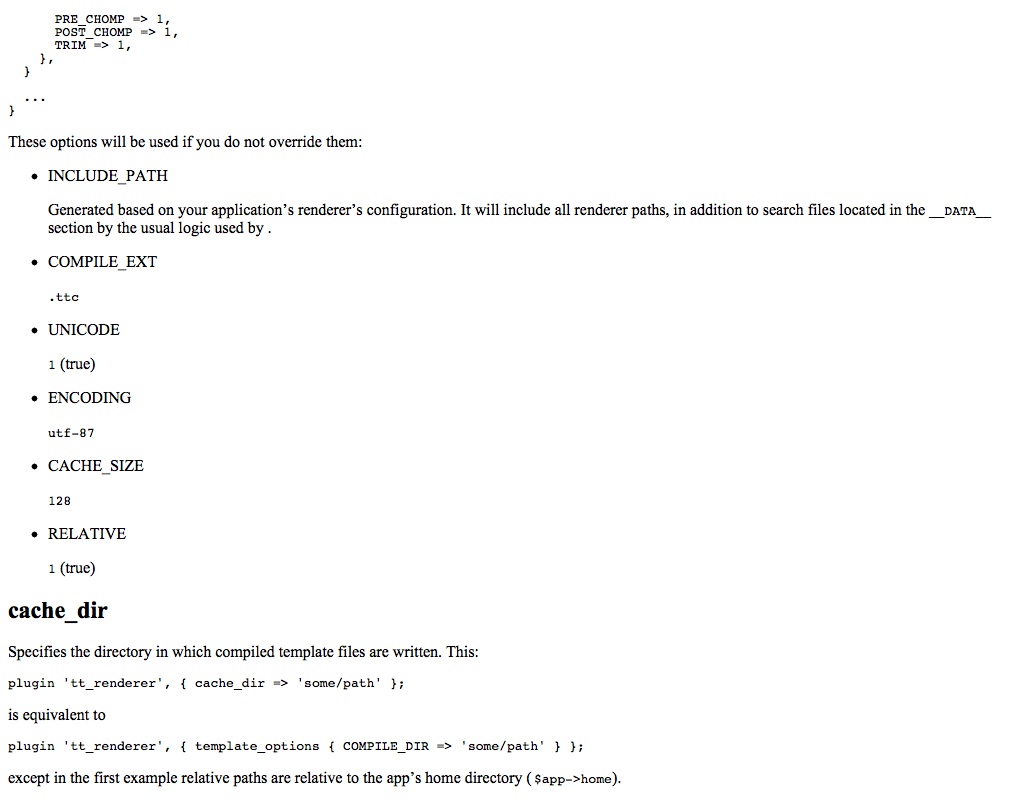 PRE_CHOMP => 1,
POST_CHOMP => 1,
TRIM => 1,
},
}
...
}
These options will be used if you do not override them:
• INCLUDE_PATH
Generated based on your application’s renderer’s configuration. It will include all renderer paths, in addition to search files located in the __DATA__
section by the usual logic used by .
• COMPILE_EXT
.ttc
• UNICODE
1 (true)
• ENCODING
utf-87
• CACHE_SIZE
128
• RELATIVE
1 (true)
cache_dir
Specifies the directory in which compiled template files are written. This:
plugin 'tt_renderer', { cache_dir => 'some/path' };
is equivalent to
plugin 'tt_renderer', { template_options { COMPILE_DIR => 'some/path' } };
except in the first example relative paths are relative to the app’s home directory ( $app->home).